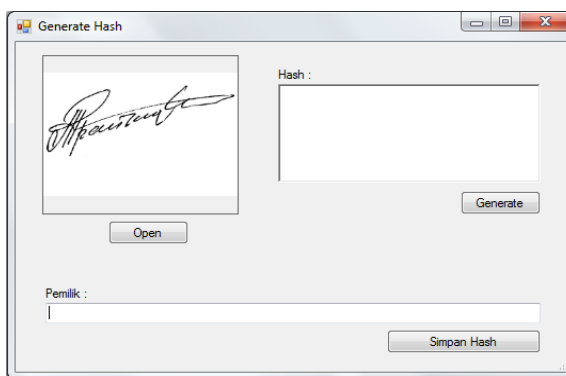 Generate Hash
Hash :
Generate
Open
Pemilik :
Simpan Hash